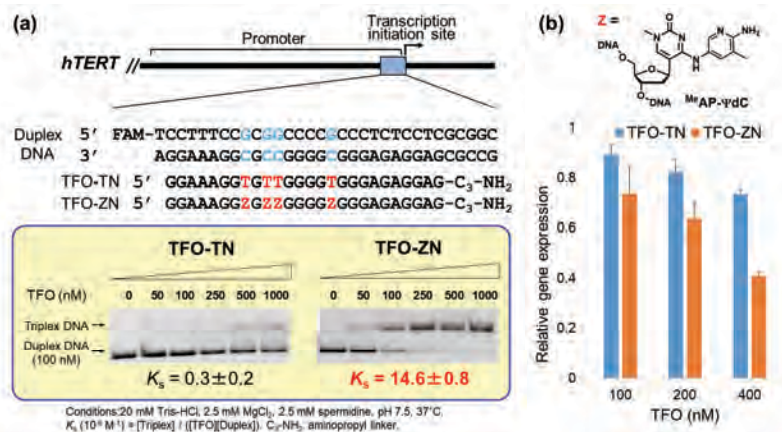 (a)
Transcription
initiation site
Promoter
hTERT //
Duplex 5′ FAM-TCCTTTCCGCGGCCCCGCCCTCTCCTCGCGGC
DNA 3′ AGGAAAGGCGCCGGGGCGGGAGAGGAGCGCCG
TFO-TN 5′ GGAAAGGTGTTGGGGTGGGAGAGGAG-C₃-NH₂
TFO-ZN 5′ GGAAAGGZGZZGGGGZGGGAGAGGAG-C₃-NH₂
TFO-TN TFO-ZN
TFO (nM) 0 50 100 250 500 1000 0 50 100 250 500 1000
Triplex DNA
Duplex DNA
(100 nM)
Ks = 0.3±0.2 Ks = 14.6±0.8
Conditions:20 mM Tris-HCl, 2.5 mM MgCl₂, 2.5 mM spermidine, pH 7.5, 37°C.
Ks (10⁶ M⁻¹) = [Triplex] / ([TFO][Duplex]). C₃-NH₂, aminopropyl linker.
(b)
Z =
O
N N NH₂
DNA N N
O H
O
O
DNA MeAP-ΨdC
TFO-TN TFO-ZN
Relative gene expression
1
0.8
0.6
0.4
0.2
0
100 200 400
TFO (nM)